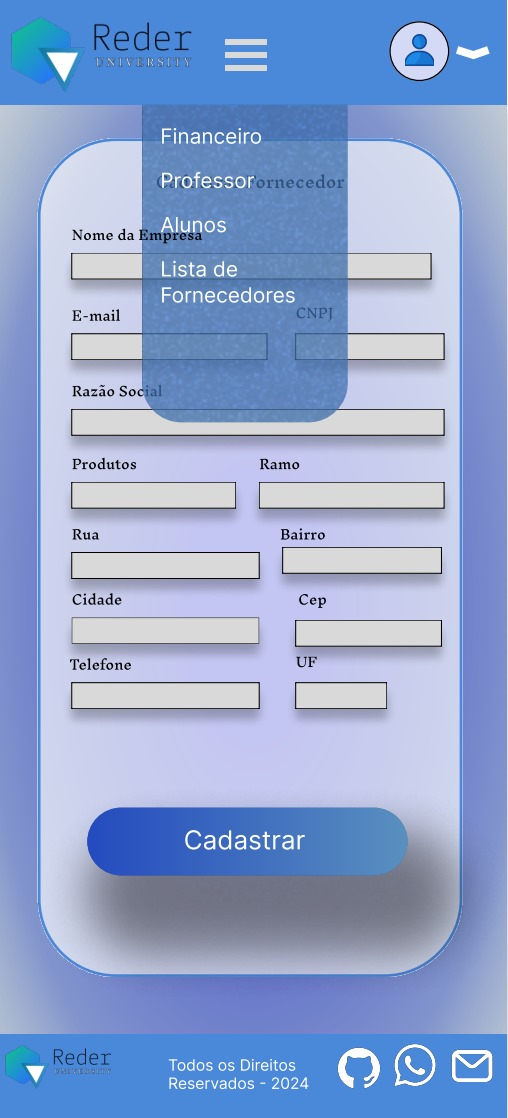 Reder
UNIVERSITY
Financeiro
Professor
Fornecedor
Alunos
Nome da Empresa
Lista de
Fornecedores
E-mail
CNPJ
Razão Social
Produtos
Ramo
Rua
Bairro
Cidade
Cep
Telefone
UF
Cadastrar
Reder
UNIVERSITY
Todos os Direitos
Reservados - 2024